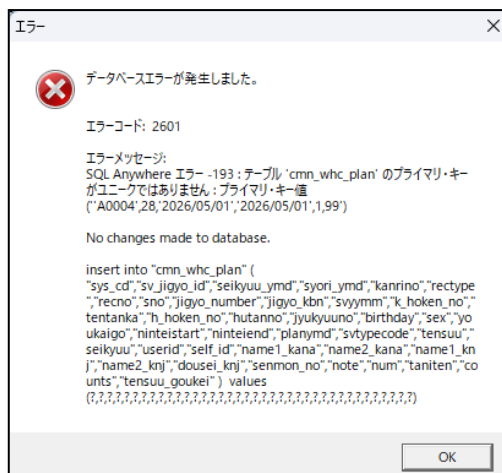 エラー
データベースエラーが発生しました。
エラーコード: 2601
エラーメッセージ:
SQL Anywhere エラー -193 : テーブル 'cmn_whc_plan' のプライマリ・キー
がユニークではありません : プライマリ・キー値
(''A0004',28,'2026/05/01','2026/05/01',1,99')
No changes made to database.
insert into "cmn_whc_plan" (
"sys_cd","sv_jigyo_id","seikyuu_ymd","syori_ymd","kanrino","rectype
","recno","sno","jigyo_number","jigyo_kbn","svyymm","k_hoken_no","
tentanka","h_hoken_no","hutanno","jyukyuuno","birthday","sex","yo
ukaigo","ninteistart","ninteiend","planymd","svtypecode","tensuu","
seikyuu","userid","self_id","name1_kana","name2_kana","name1_kn
j","name2_knj","dousei_knj","senmon_no","note","num","taniten","co
unts","tensuu_goukei" )  values
(?,?,?,?,?,?,?,?,?,?,?,?,?,?,?,?,?,?,?,?,?,?,?,?,?,?,?,?,?,?,?,?,?,?,?,?,?,?)
OK